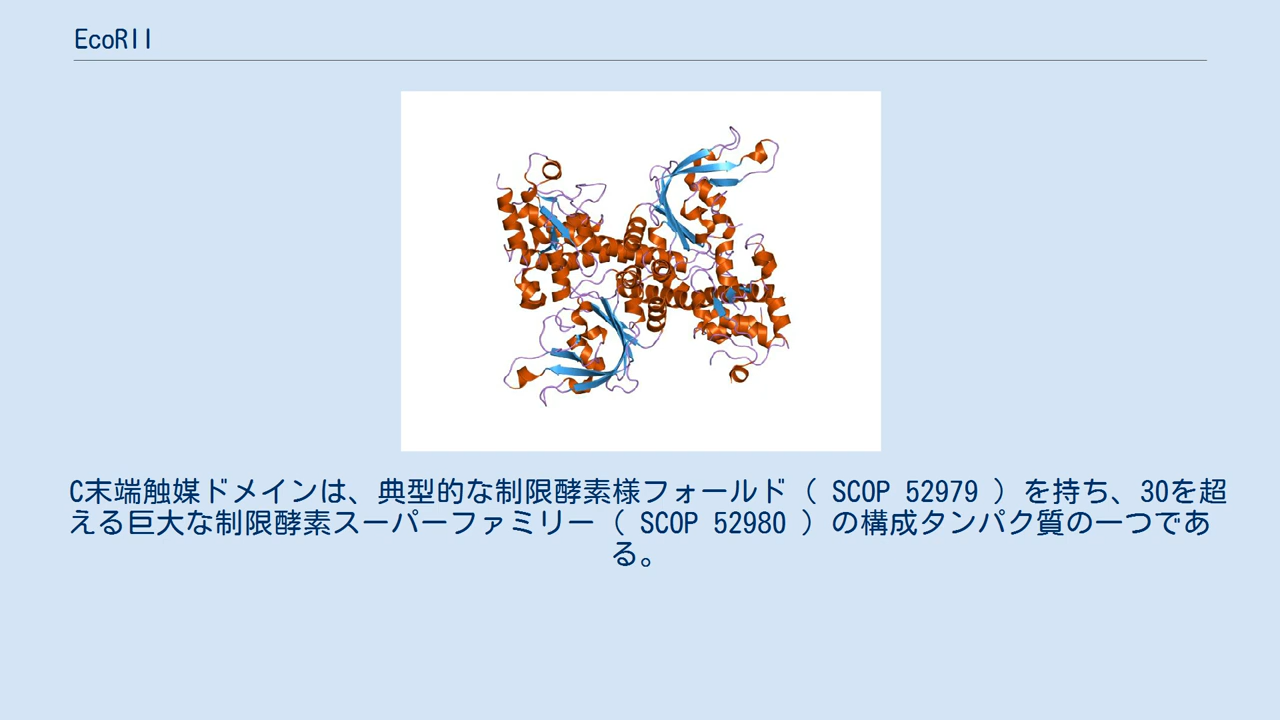 EcoRII
C末端触媒ドメインは、典型的な制限酵素様フォールド（ SCOP 52979 ）を持ち、30を超
える巨大な制限酵素スーパーファミリー（ SCOP 52980 ）の構成タンパク質の一つであ
る。